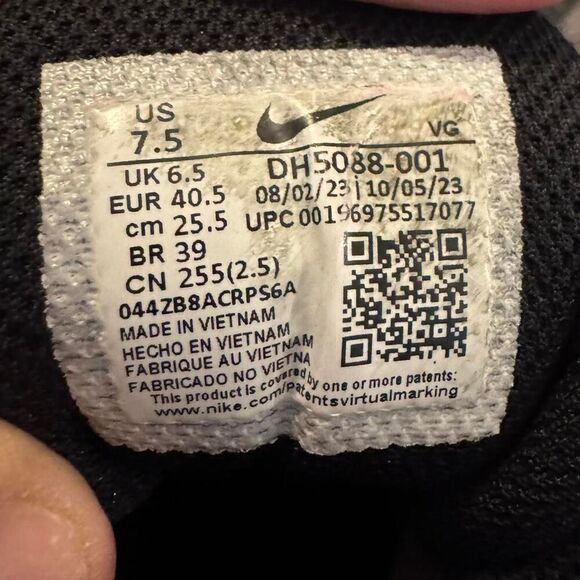 US
7.5
VG
UK 6.5
EUR 40.5
cm 25.5
BR 39
CN 255(2.5)
DH5088-001
08/02/23 | 10/05/23
UPC 00196975517077
044ZB8ACRPS6A
MADE IN VIETNAM
HECHO EN VIETNAM
FABRIQUE AU VIETNAM
FABRICADO NO VIETNA
This product is covered by one or more patents:
www.nike.com/patentsvirtualmarking